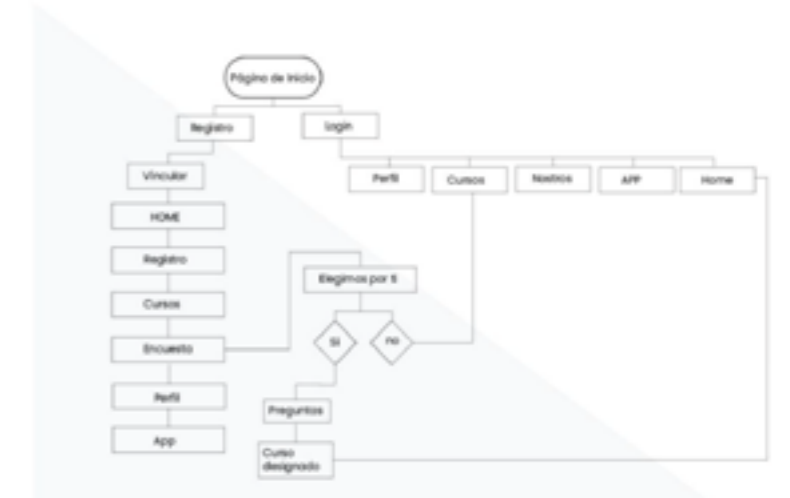 Página de Inicio
Registro
Login
Vincular
Perfil
Cursos
Nostros
APP
Home
HOME
Registro
Elegimos por ti
Cursos
Encuesta
Si
no
Perfil
Preguntas
App
Curso
designado